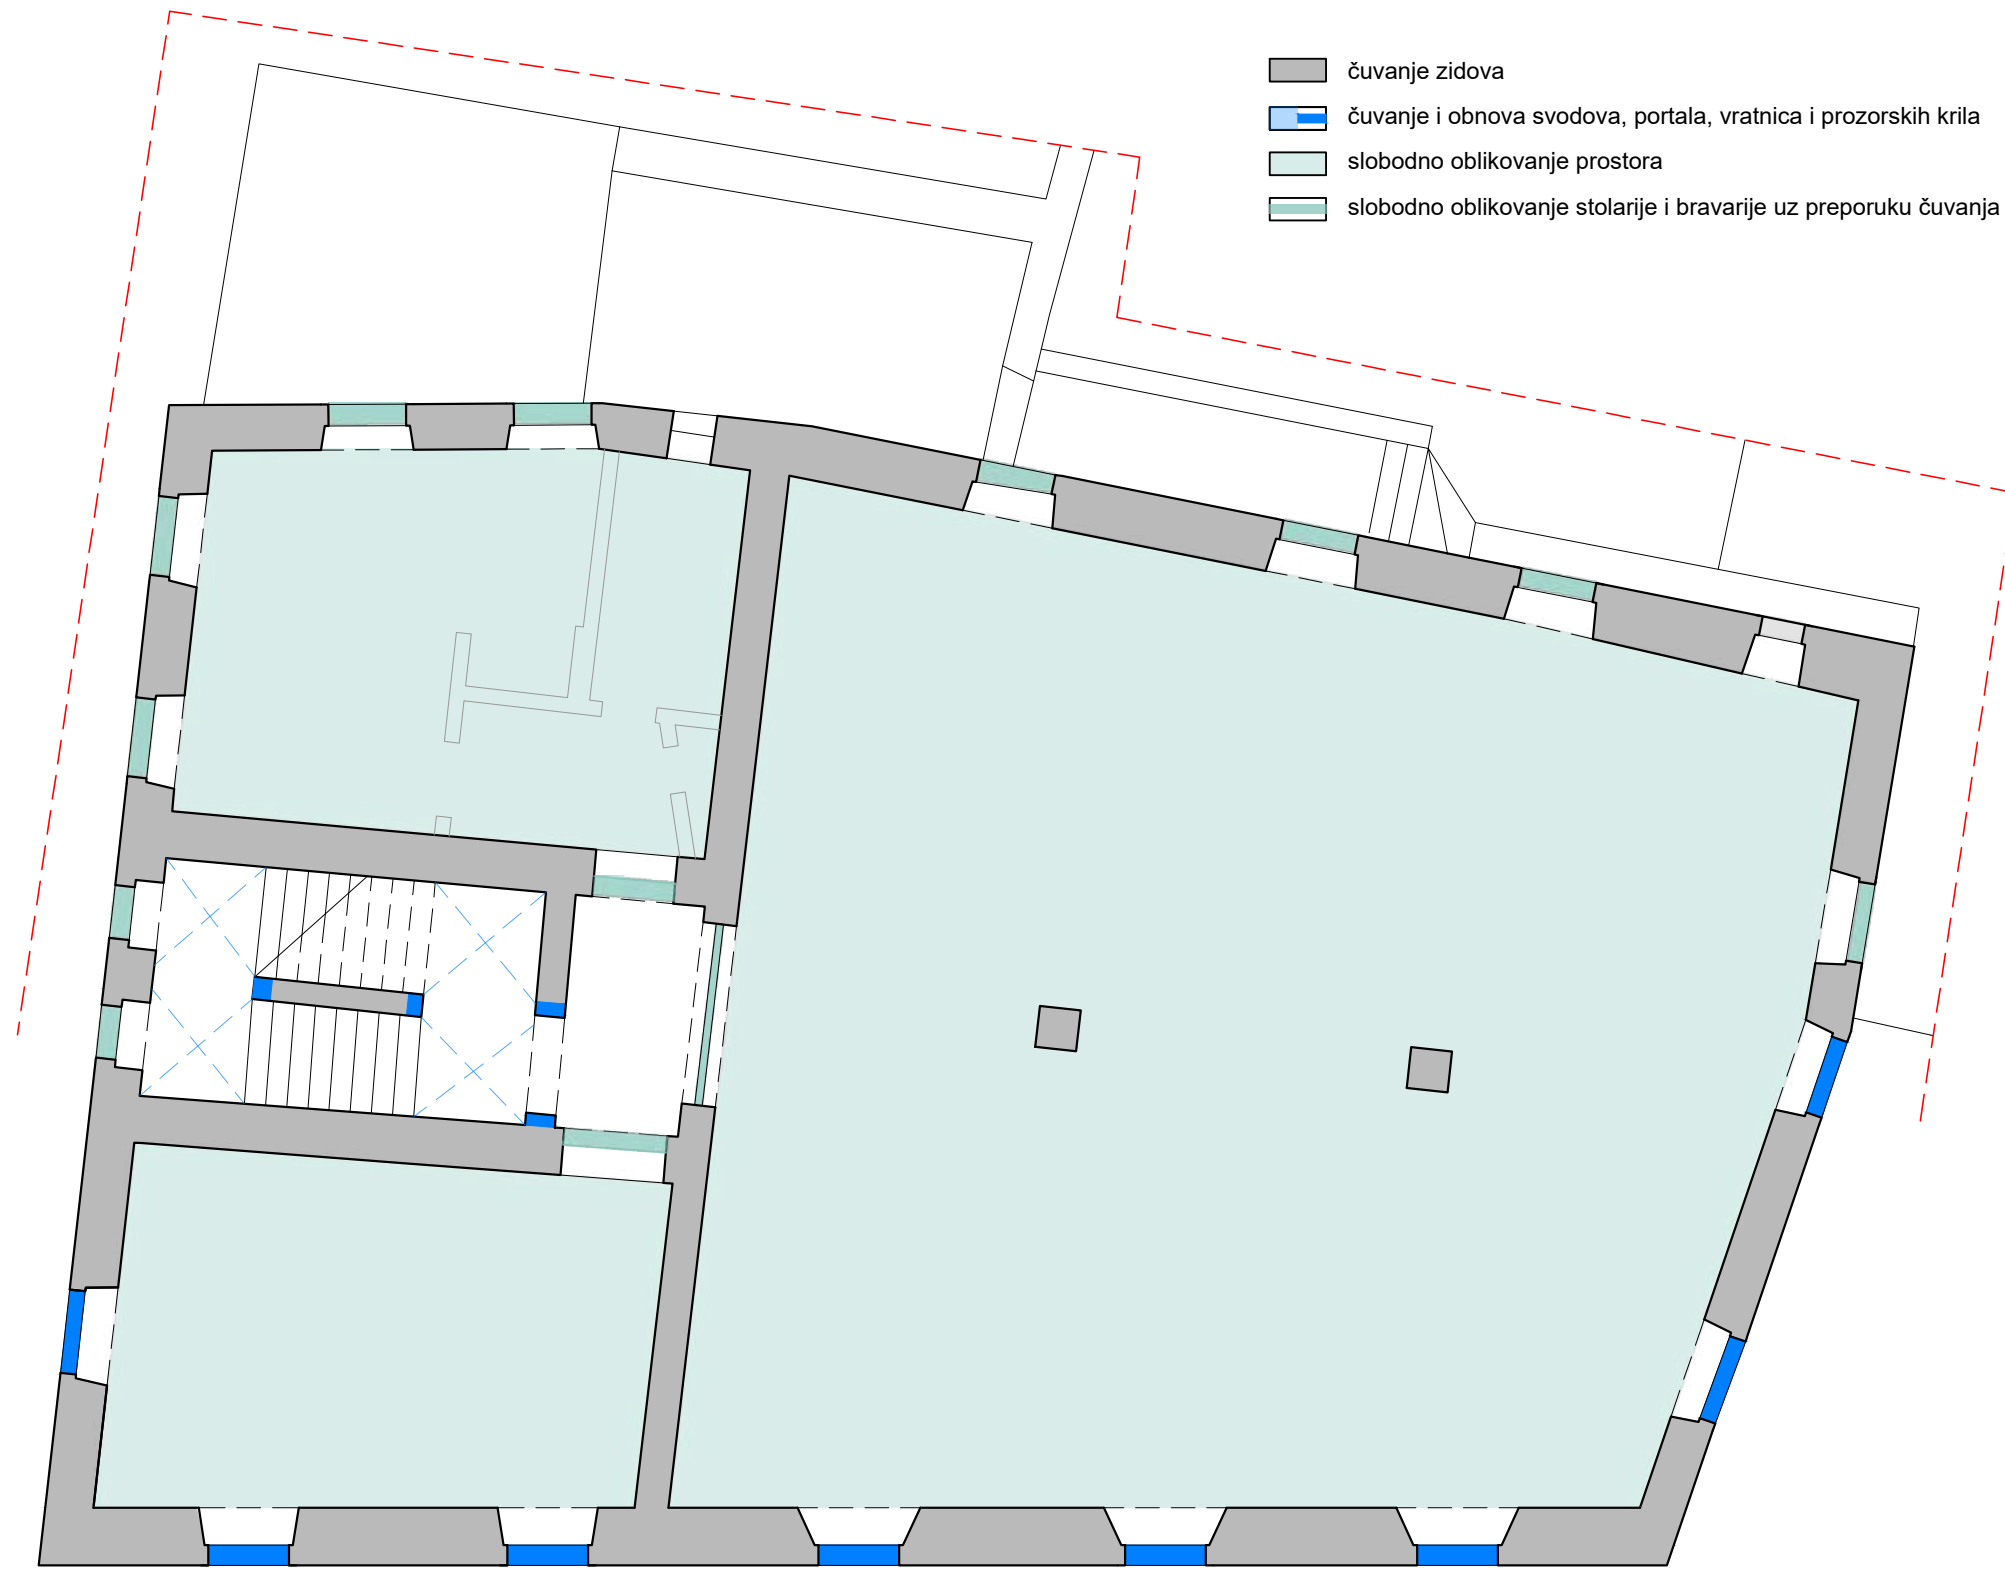 čuvanje zidova
čuvanje i obnova svodova, portala, vratnica i prozorskih krila
slobodno oblikovanje prostora
slobodno oblikovanje stolarije i bravarije uz preporuku čuvanja